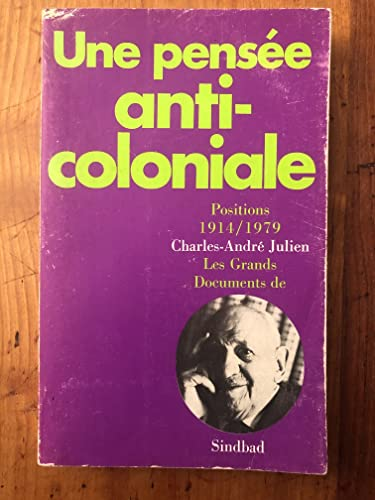 Une pensée
anti-
coloniale
Positions
1914/1979
Charles-André Julien
Les Grands
Documents de
Sindbad